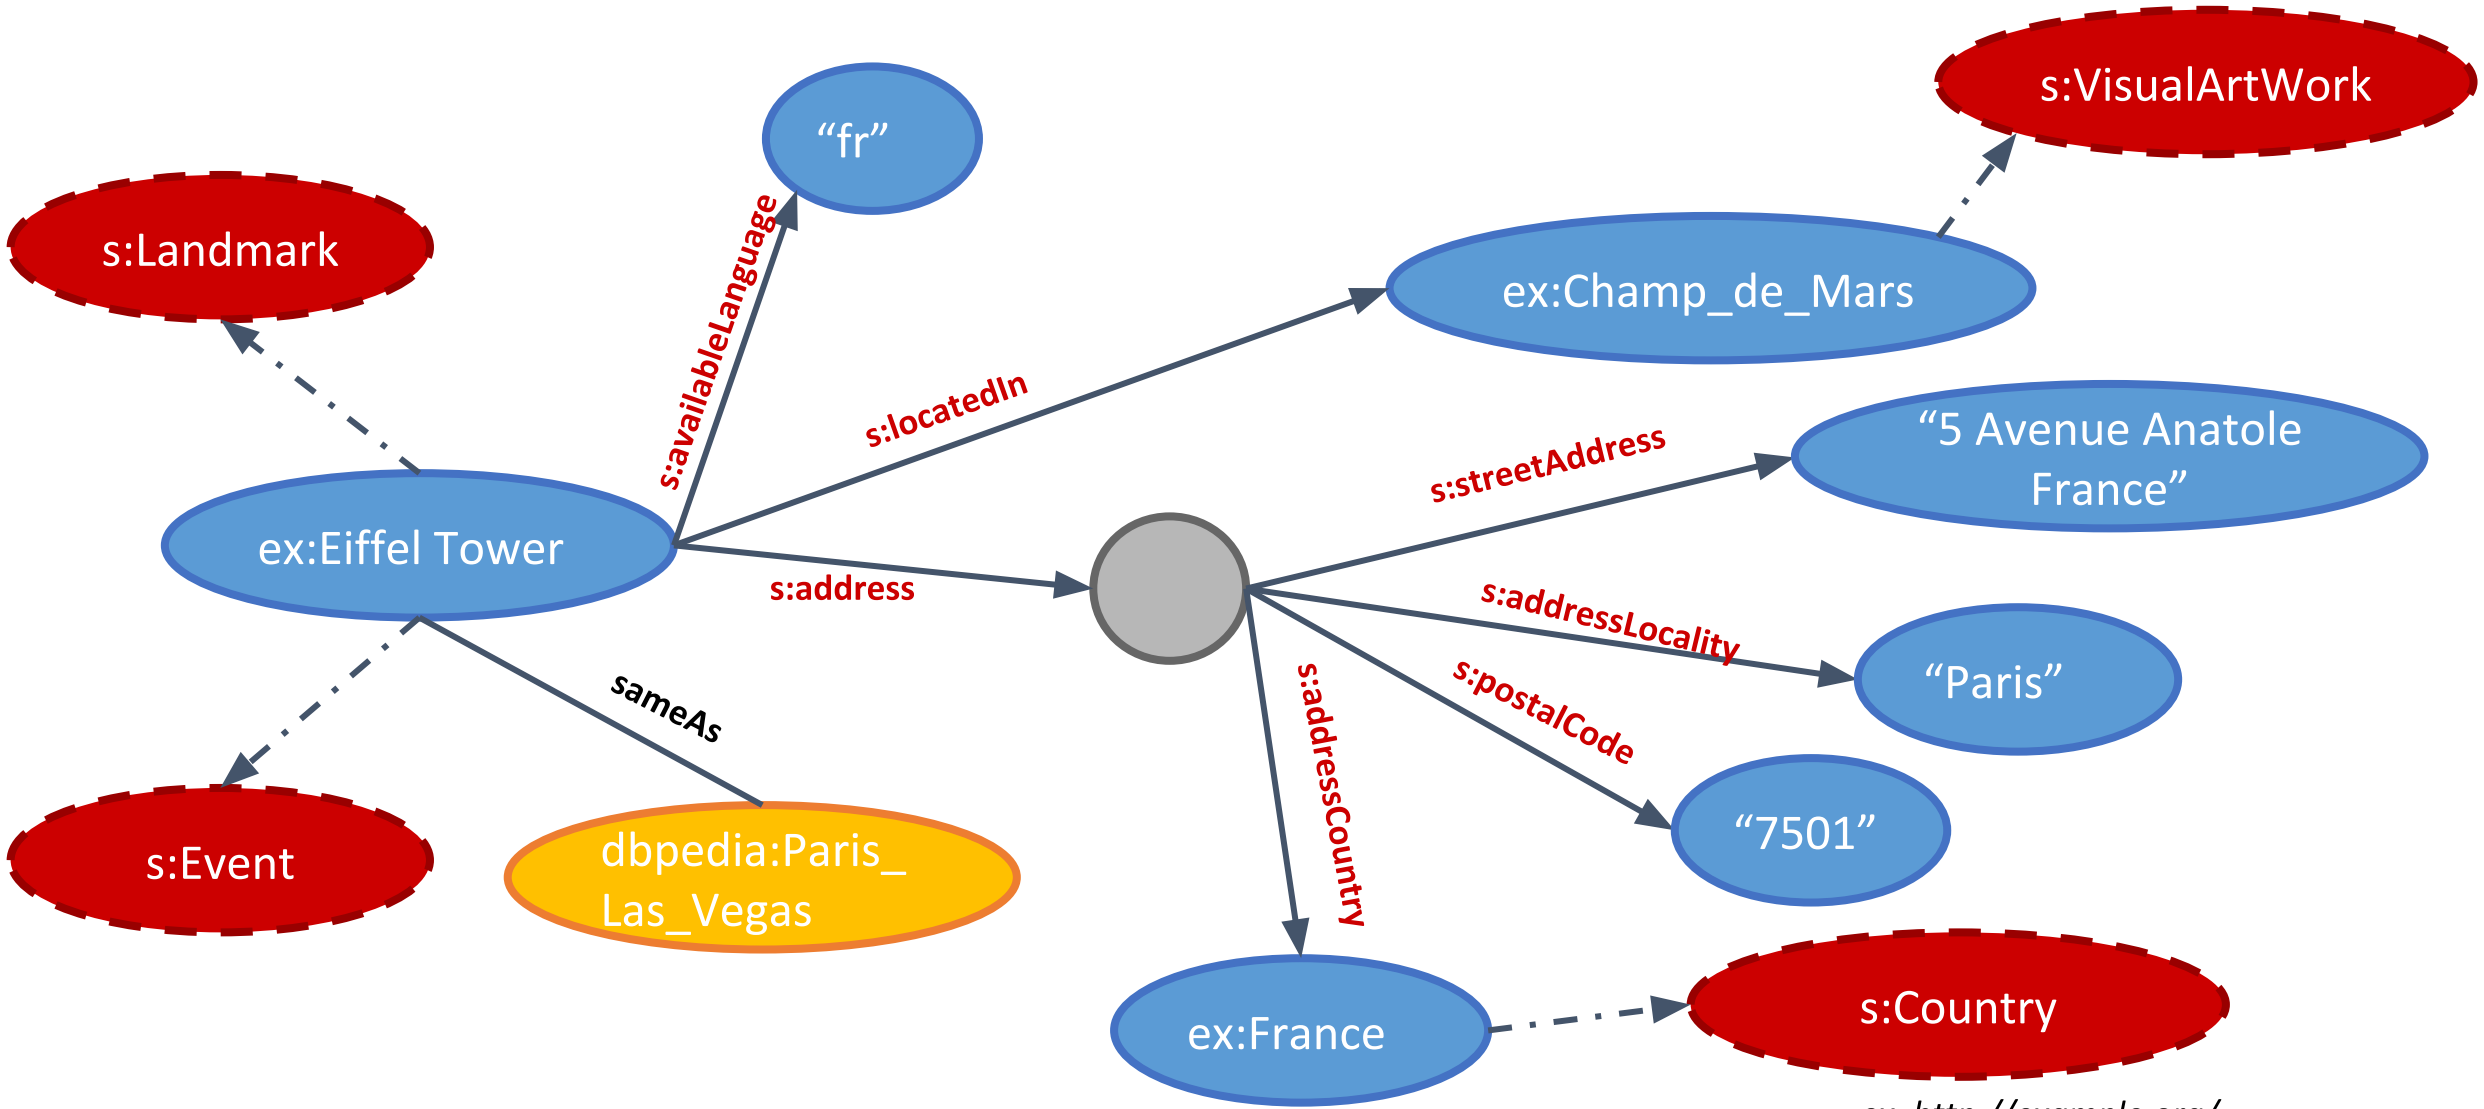 s:VisualArtWork
“fr”
s:Landmark
s:availableLanguage
ex:Champ_de_Mars
s:locatedIn
“5 Avenue Anatole
France”
s:streetAddress
ex:Eiffel Tower
s:address
s:addressLocality
“Paris”
sameAs
s:postalCode
s:addressCountry
“7501”
s:Event
dbpedia:Paris_
Las_Vegas
s:Country
ex:France